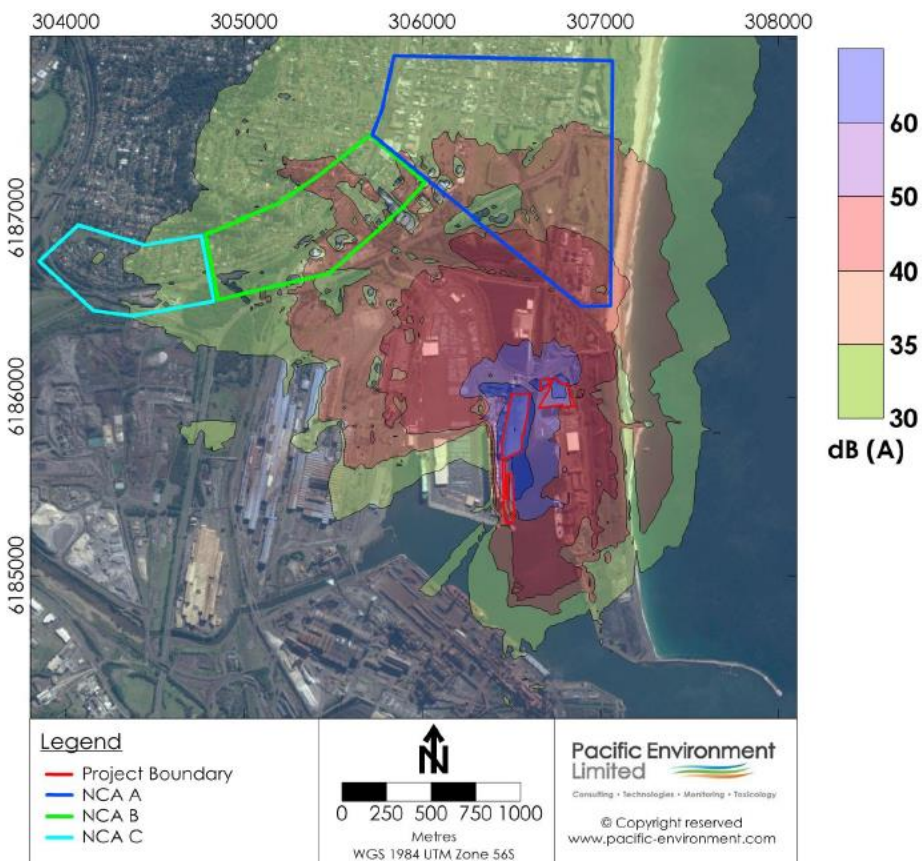 304000 305000 306000 307000 308000
6187000
6186000
6185000
60
50
40
35
30
dB (A)
Legend
Project Boundary
NCA A
NCA B
NCA C
N
0 250 500 750 1000
Metres
WGS 1984 UTM Zone 56S
Pacific Environment
Limited
Consulting • Technologies • Monitoring • Toxicology
© Copyright reserved
www.pacific-environment.com